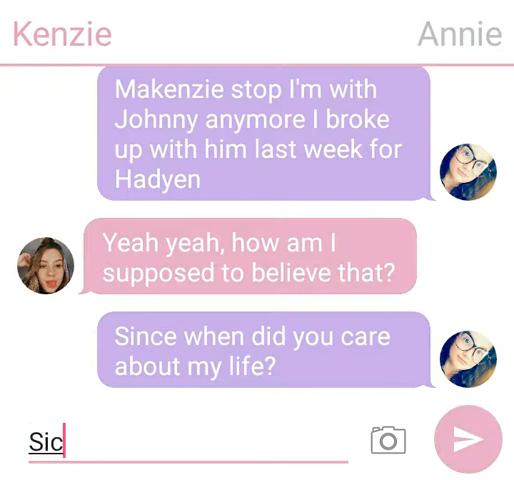 Kenzie
Annie
Makenzie stop I'm with
Johnny anymore I broke
up with him last week for
Hadyen
Yeah yeah, how am I
supposed to believe that?
Since when did you care
about my life?
Sic